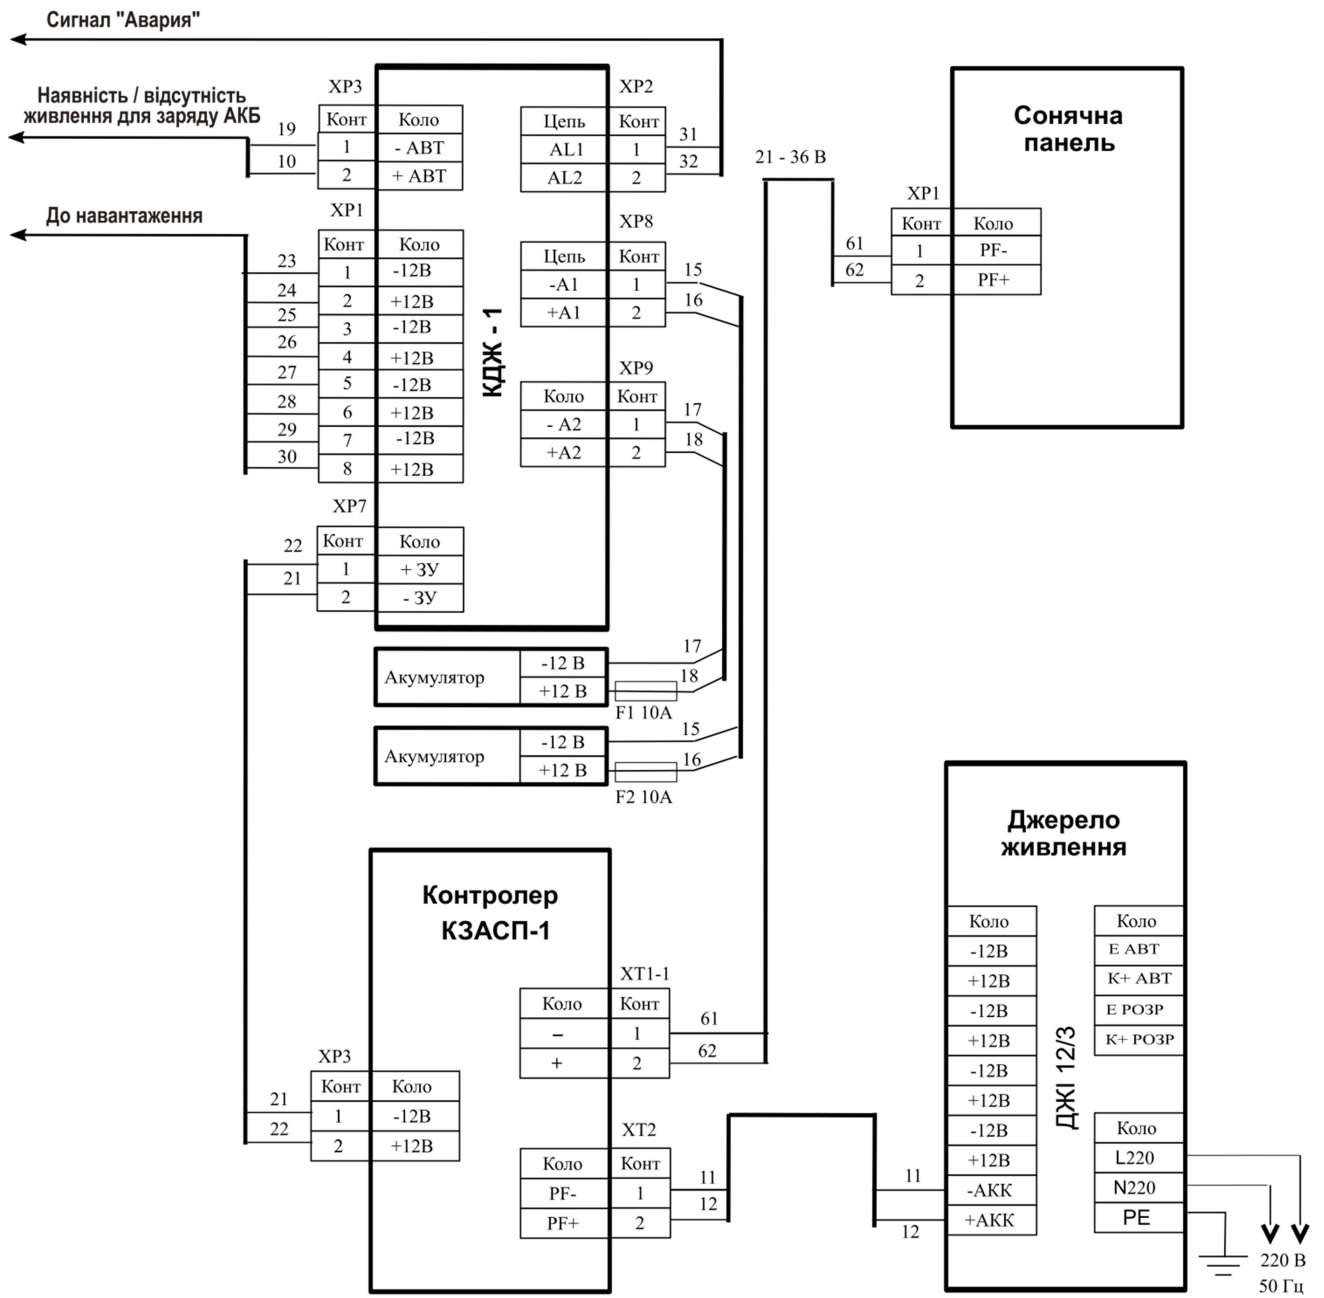 Сигнал "Авария"
Наявність / відсутність
живлення для заряду АКБ
До навантаження
XP3
Конт Коло
19 1 - АВТ
10 2 + АВТ
XP1
Конт Коло
23 1 -12В
24 2 +12В
25 3 -12В
26 4 +12В
27 5 -12В
28 6 +12В
29 7 -12В
30 8 +12В
XP7
Конт Коло
22 1 + ЗУ
21 2 - ЗУ
КДЖ - 1
XP2
Цепь Конт
AL1 1 31
AL2 2 32
XP8
Цепь Конт
-A1 1 15
+A1 2 16
XP9
Коло Конт
- A2 1 17
+A2 2 18
21 - 36 В
Сонячна
панель
XP1
Конт Коло
61 1 PF-
62 2 PF+
Акумулятор
-12 В 17
+12 В 18
F1 10A
Акумулятор
-12 В 15
+12 В 16
F2 10A
Контролер
КЗАСП-1
XT1-1
Коло Конт
– 1 61
+ 2 62
XP3
Конт Коло
21 1 -12В
22 2 +12В
XT2
Коло Конт
PF- 1 11
PF+ 2 12
Джерело
живлення
ДЖІ 12/3
Коло
-12В
+12В
-12В
+12В
-12В
+12В
-12В
+12В
11 -АКК
12 +АКК
Коло
Е АВТ
К+ АВТ
Е РОЗР
К+ РОЗР
Коло
L220
N220
PE
220 В
50 Гц